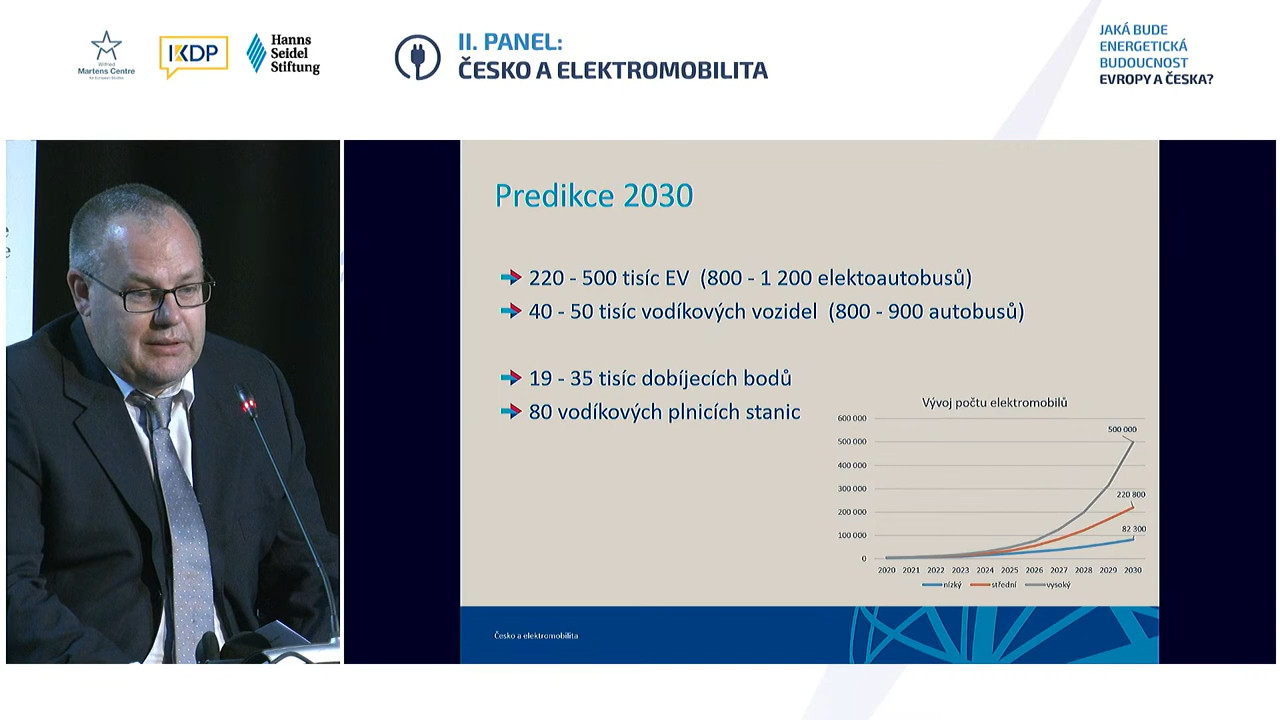 Wilfried
Martens Centre
for European Studies
IKDP
Hanns
Seidel
Stiftung
II. PANEL:
ČESKO A ELEKTROMOBILITA
JAKÁ BUDE
ENERGETICKÁ
BUDOUCNOST
EVROPY A ČESKA?
Predikce 2030
220 - 500 tisíc EV (800 - 1 200 elektoautobusů)
40 - 50 tisíc vodíkových vozidel (800 - 900 autobusů)
19 - 35 tisíc dobíjecích bodů
80 vodíkových plnicích stanic
Vývoj počtu elektromobilů
600 000
500 000
400 000
300 000
200 000
100 000
0
500 000
220 800
82 300
2020 2021 2022 2023 2024 2025 2026 2027 2028 2029 2030
nízký střední vysoký
Česko a elektromobilita